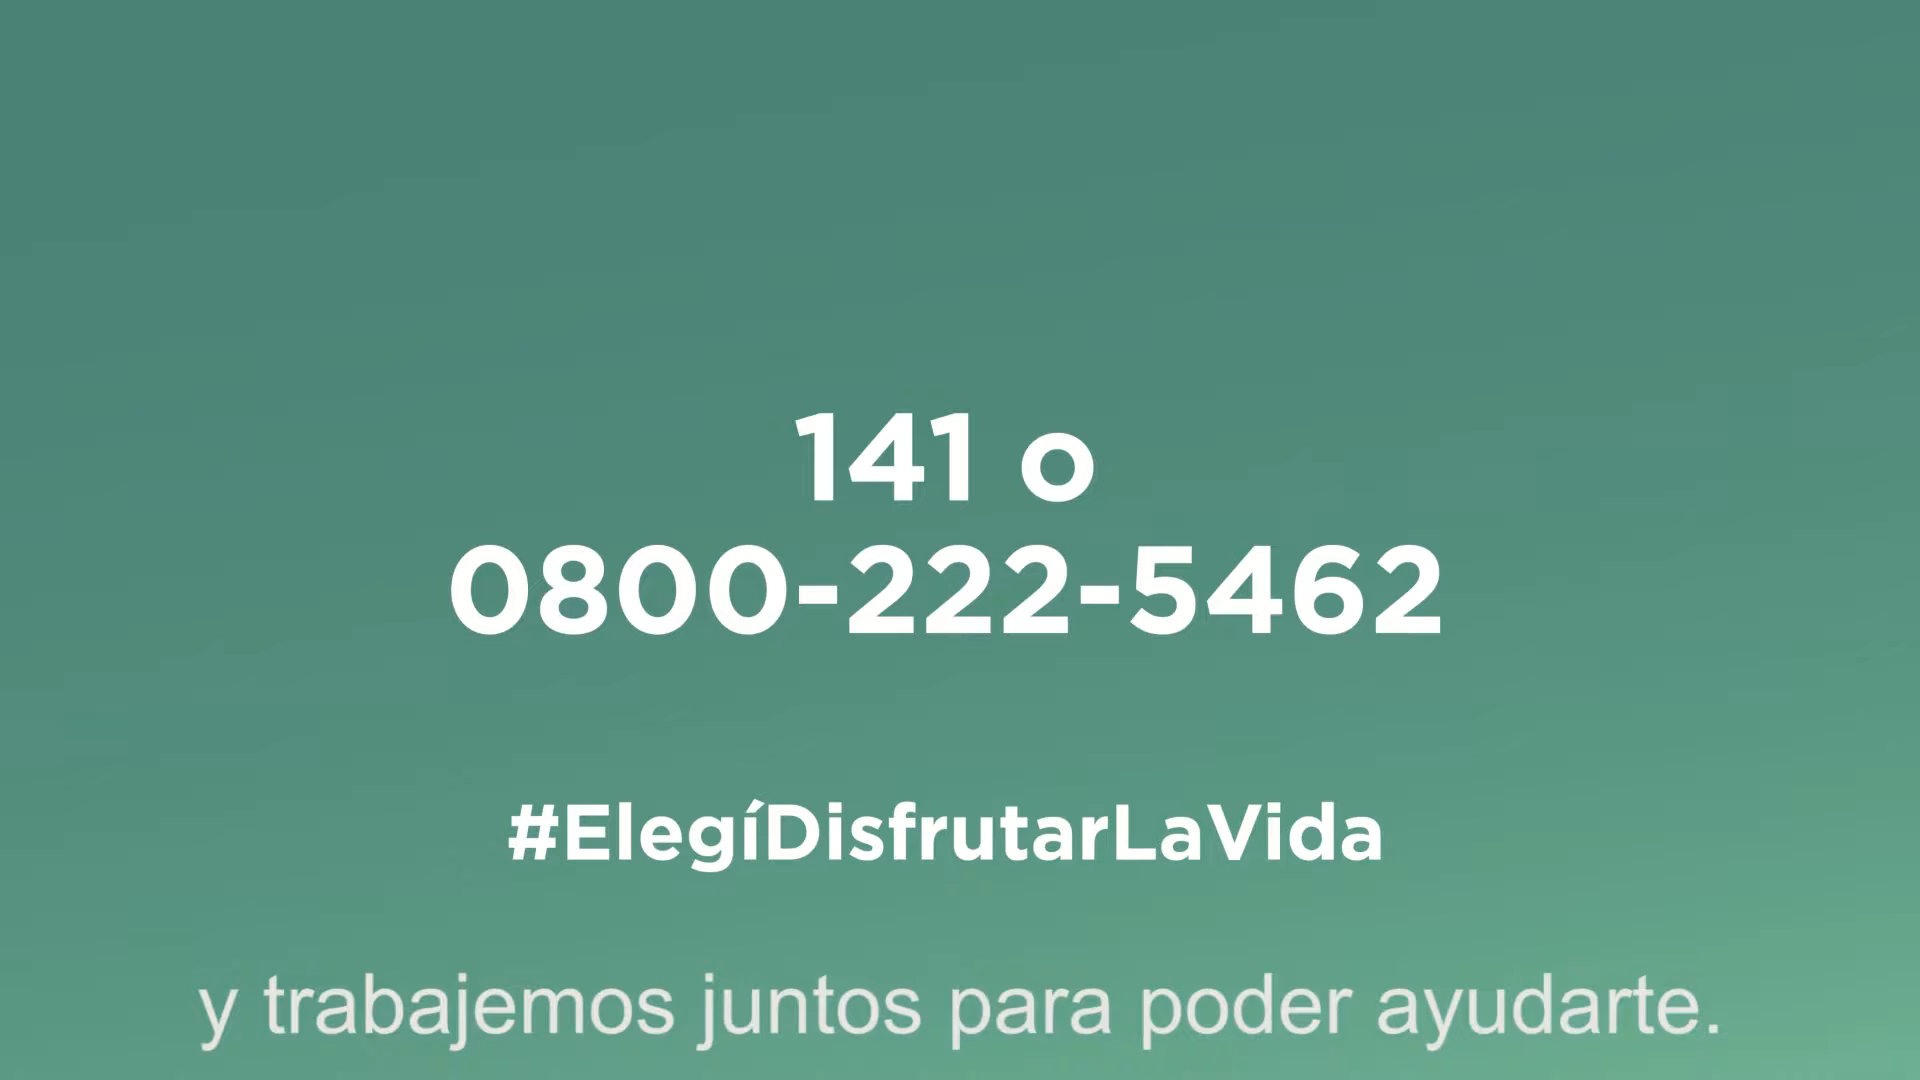 141 o
0800-222-5462
#ElegíDisfrutarLaVida
y trabajemos juntos para poder ayudarte.